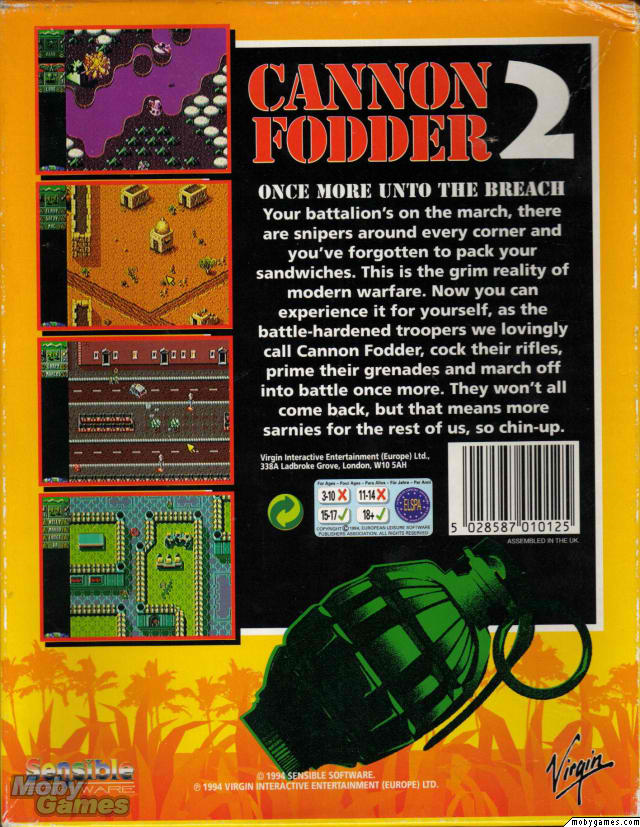 CANNON
FODDER 2
ONCE MORE UNTO THE BREACH
Your battalion's on the march, there
are snipers around every corner and
you've forgotten to pack your
sandwiches. This is the grim reality of
modern warfare. Now you can
experience it for yourself, as the
battle-hardened troopers we lovingly
call Cannon Fodder, cock their rifles,
prime their grenades and march off
into battle once more. They won't all
come back, but that means more
sarnies for the rest of us, so chin-up.
Virgin Interactive Entertainment (Europe) Ltd.,
338A Ladbroke Grove, London, W10 5AH
For Ages – Pour Ages – Para Años – Für Jahre – Per Anni
3-10 11-14
15-17 18+
ELSPA
COPYRIGHT © 1994, EUROPEAN LEISURE SOFTWARE
PUBLISHERS ASSOCIATION, ALL RIGHTS RESERVED
5 028587 010125
ASSEMBLED IN THE UK.
© 1994 SENSIBLE SOFTWARE.
℗ 1994 VIRGIN INTERACTIVE ENTERTAINMENT (EUROPE) LTD.
Sensible
Moby
Games
Virgin
mobygames.com